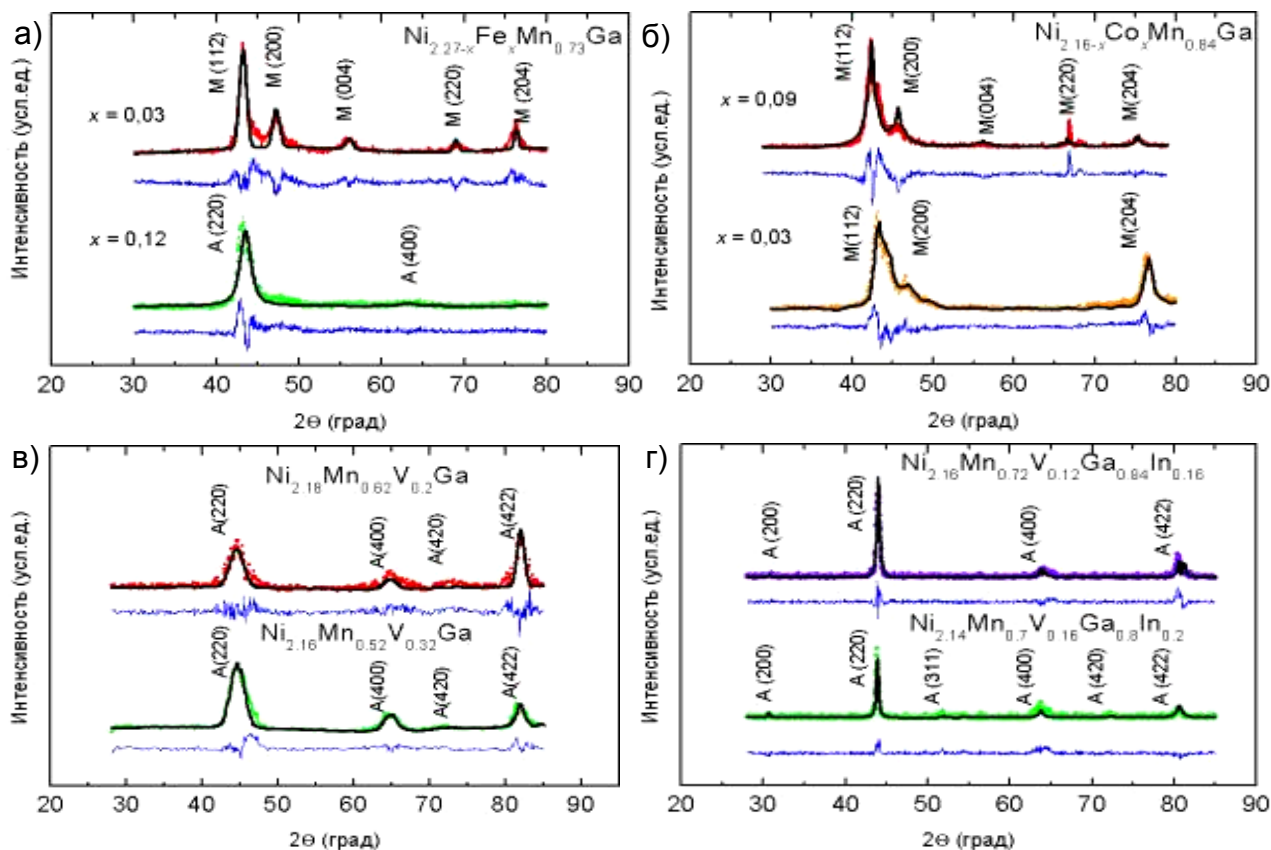 а)
Ni2.27-xFexMn0.73Ga
Интенсивность (усл.ед.)
x = 0,03
M (112)
M (200)
M (004)
M (220)
M (204)
x = 0,12
A (220)
A (400)
20 30 40 50 60 70 80 90
2Θ (град)
б)
Ni2.16-xCoxMn0.84Ga
Интенсивность (усл.ед.)
x = 0,09
M(112)
M(200)
M(004)
M(220)
M(204)
x = 0,03
M(112)
M(200)
M(204)
20 30 40 50 60 70 80 90
2Θ (град)
в)
Ni2.18Mn0.62V0.2Ga
Интенсивность (усл.ед.)
A(220)
A(400)
A(420)
A(422)
Ni2.16Mn0.52V0.32Ga
A(220)
A(400)
A(420)
A(422)
20 30 40 50 60 70 80 90
2Θ (град)
г)
Ni2.16Mn0.72V0.12Ga0.84In0.16
Интенсивность (усл.ед.)
A (200)
A (220)
A (400)
A (422)
Ni2.14Mn0.7V0.16Ga0.8In0.2
A (200)
A (220)
A (311)
A (400)
A (420)
A (422)
20 30 40 50 60 70 80 90
2Θ (град)